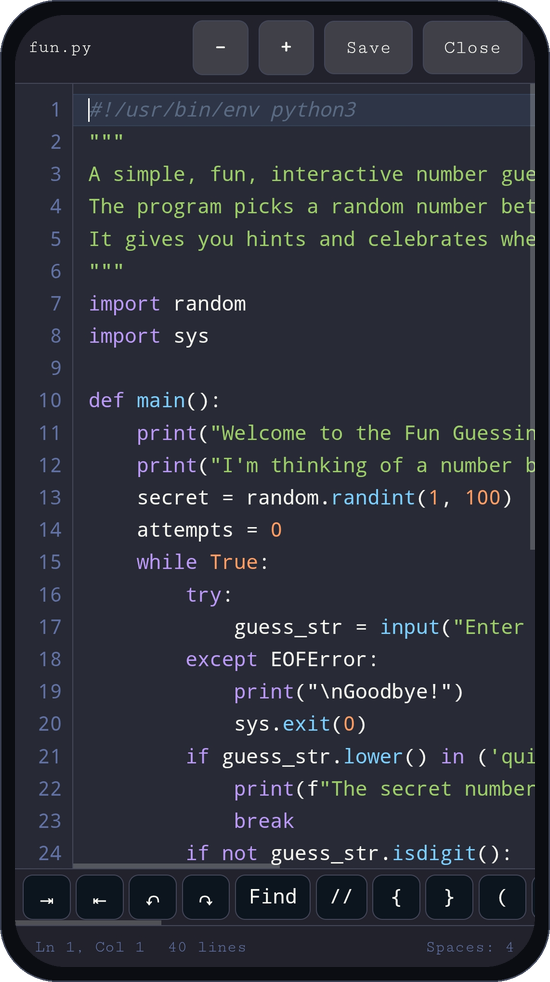 fun.py - + Save Close
1 #!/usr/bin/env python3
2 """
3 A simple, fun, interactive number gue
4 The program picks a random number bet
5 It gives you hints and celebrates whe
6 """
7 import random
8 import sys
9
10 def main():
11     print("Welcome to the Fun Guessin
12     print("I'm thinking of a number b
13     secret = random.randint(1, 100)
14     attempts = 0
15     while True:
16         try:
17             guess_str = input("Enter
18         except EOFError:
19             print("\nGoodbye!")
20             sys.exit(0)
21         if guess_str.lower() in ('qui
22             print(f"The secret number
23             break
24         if not guess_str.isdigit():
⇥ ⇤ ↶ ↷ Find // { } (
Ln 1, Col 1 40 lines Spaces: 4